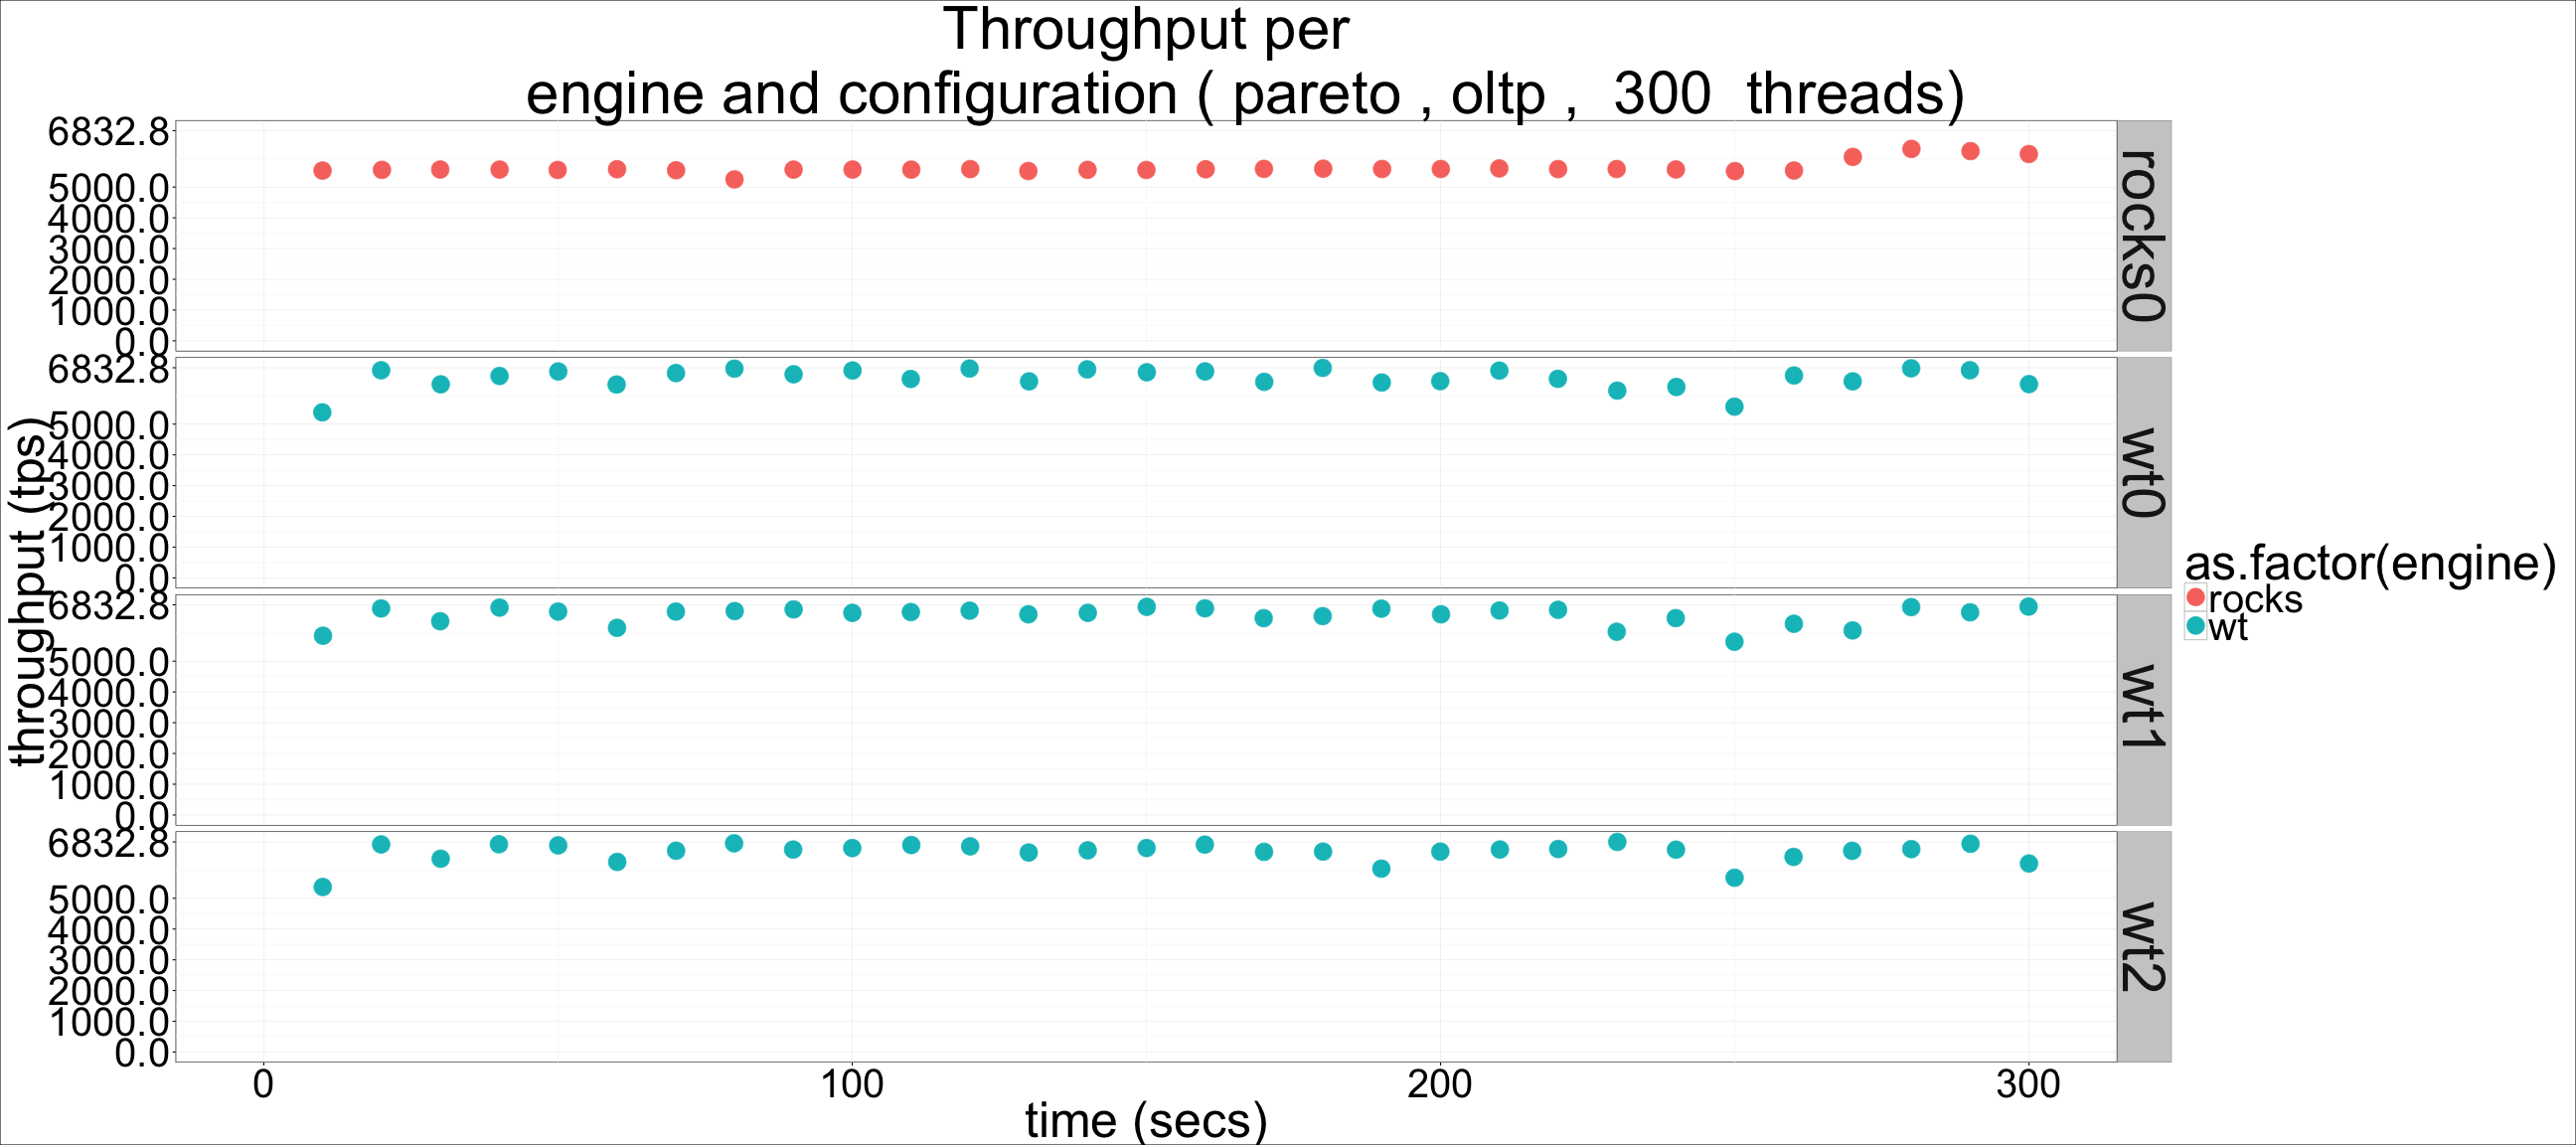 Throughput per
engine and configuration ( pareto , oltp ,  300  threads)
throughput (tps)
6832.8
5000.0
4000.0
3000.0
2000.0
1000.0
0.0
rocks0
6832.8
5000.0
4000.0
3000.0
2000.0
1000.0
0.0
wt0
6832.8
5000.0
4000.0
3000.0
2000.0
1000.0
0.0
wt1
6832.8
5000.0
4000.0
3000.0
2000.0
1000.0
0.0
wt2
0 100 200 300
time (secs)
as.factor(engine)
rocks
wt